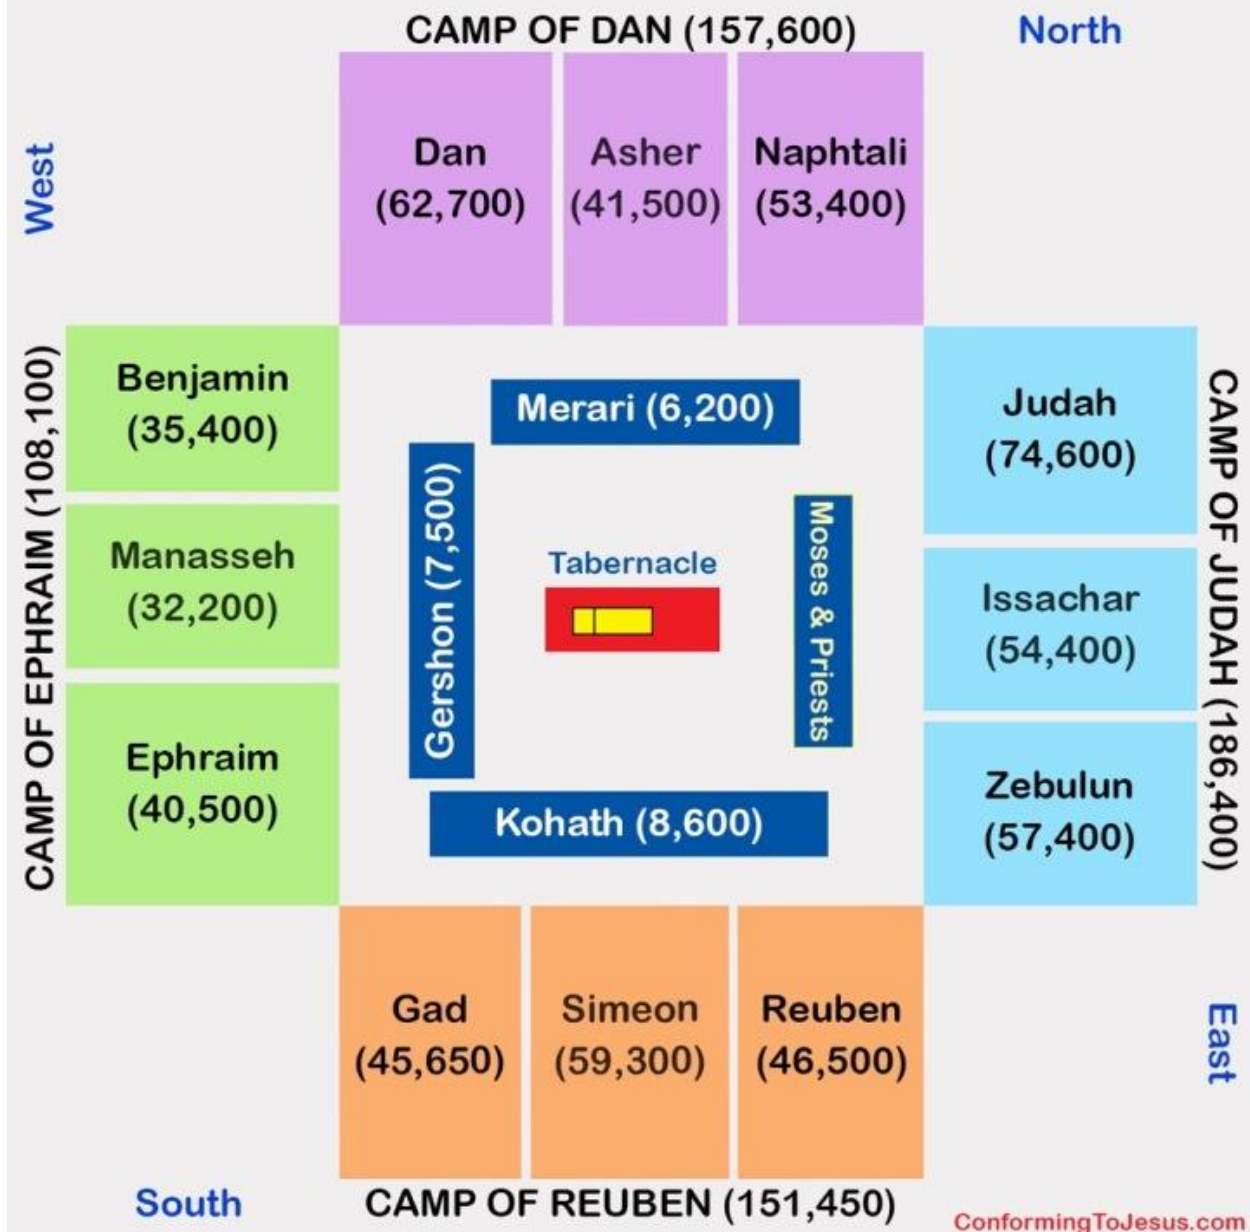 CAMP OF DAN (157,600)
North
West
Dan
(62,700)
Asher
(41,500)
Naphtali
(53,400)
CAMP OF EPHRAIM (108,100)
Benjamin
(35,400)
Manasseh
(32,200)
Ephraim
(40,500)
Merari (6,200)
Gershon (7,500)
Tabernacle
Moses & Priests
Kohath (8,600)
Judah
(74,600)
Issachar
(54,400)
Zebulun
(57,400)
CAMP OF JUDAH (186,400)
Gad
(45,650)
Simeon
(59,300)
Reuben
(46,500)
East
South
CAMP OF REUBEN (151,450)
ConformingToJesus.com